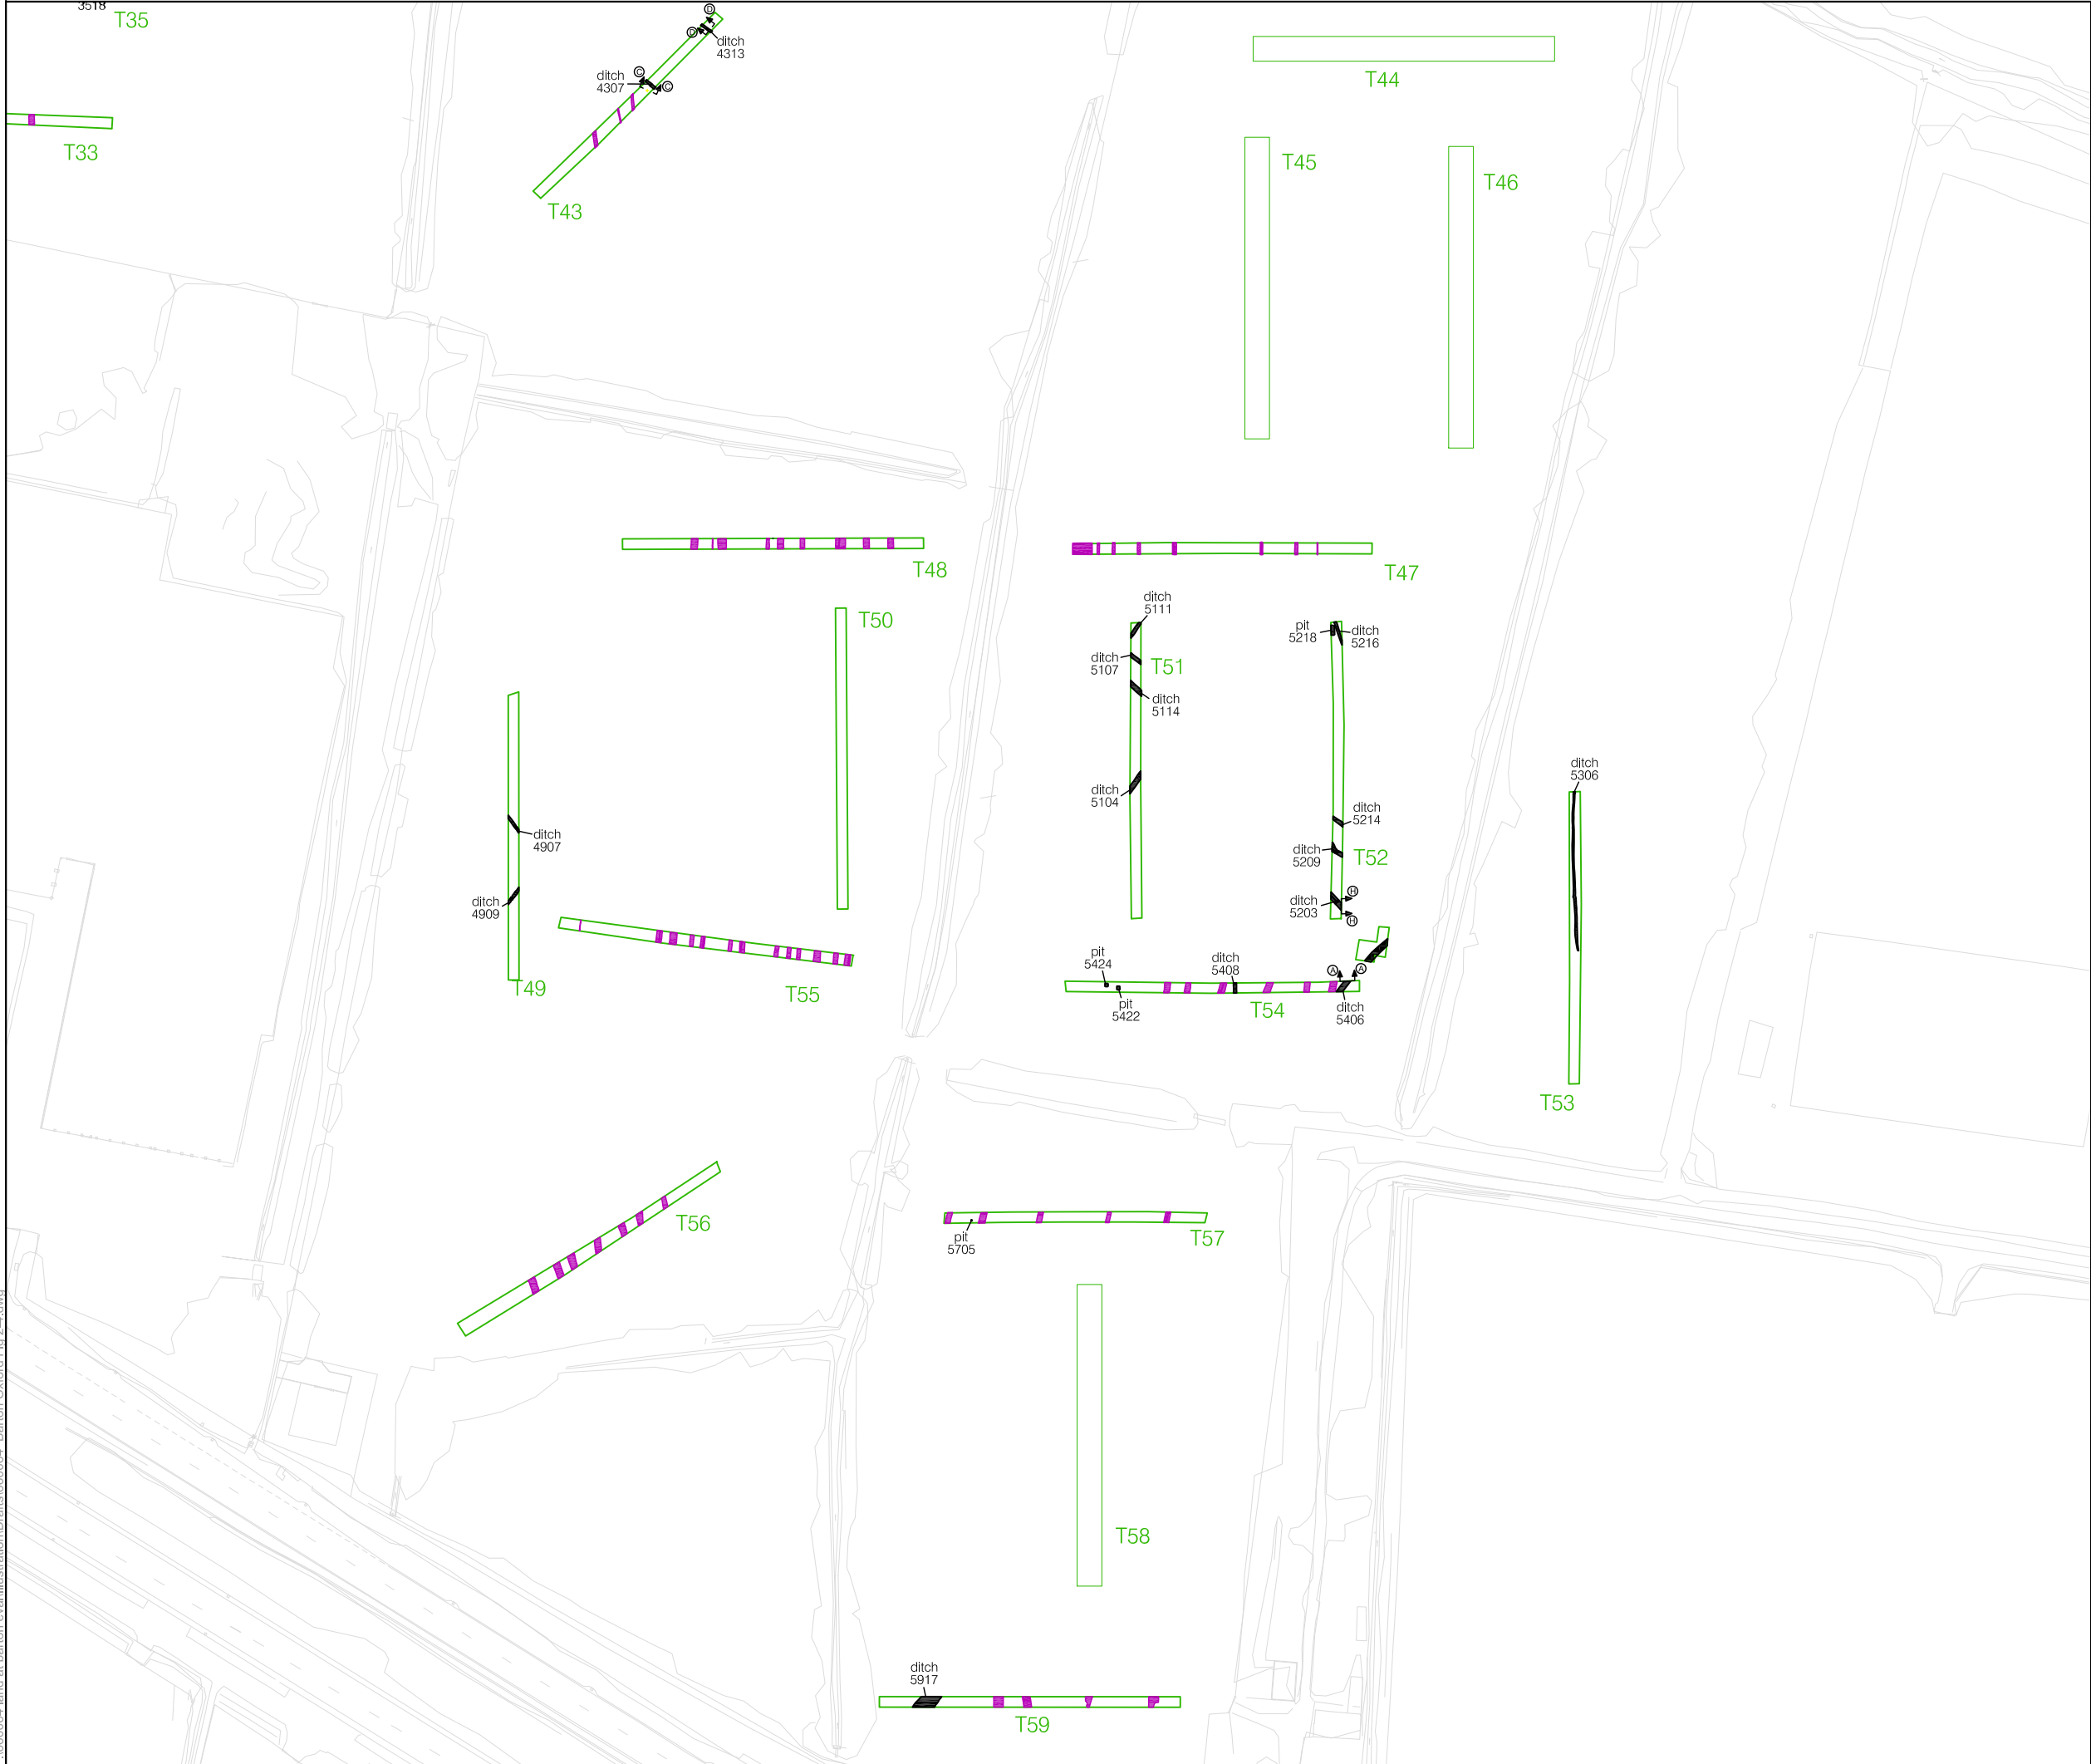 3518
T35
D
D
ditch
4313
T44
C
C
ditch
4307
T33
T45
T46
T43
T48
T47
ditch
5111
T50
pit
5218
ditch
5216
ditch
5107
T51
ditch
5114
ditch
5306
ditch
5104
ditch
5214
ditch
4907
ditch
5209
T52
ditch
4909
ditch
5203
H
H
pit
5424
ditch
5408
A
A
T49
T55
pit
5422
T54
ditch
5406
T53
T56
pit
5705
T57
T58
ditch
5917
T59